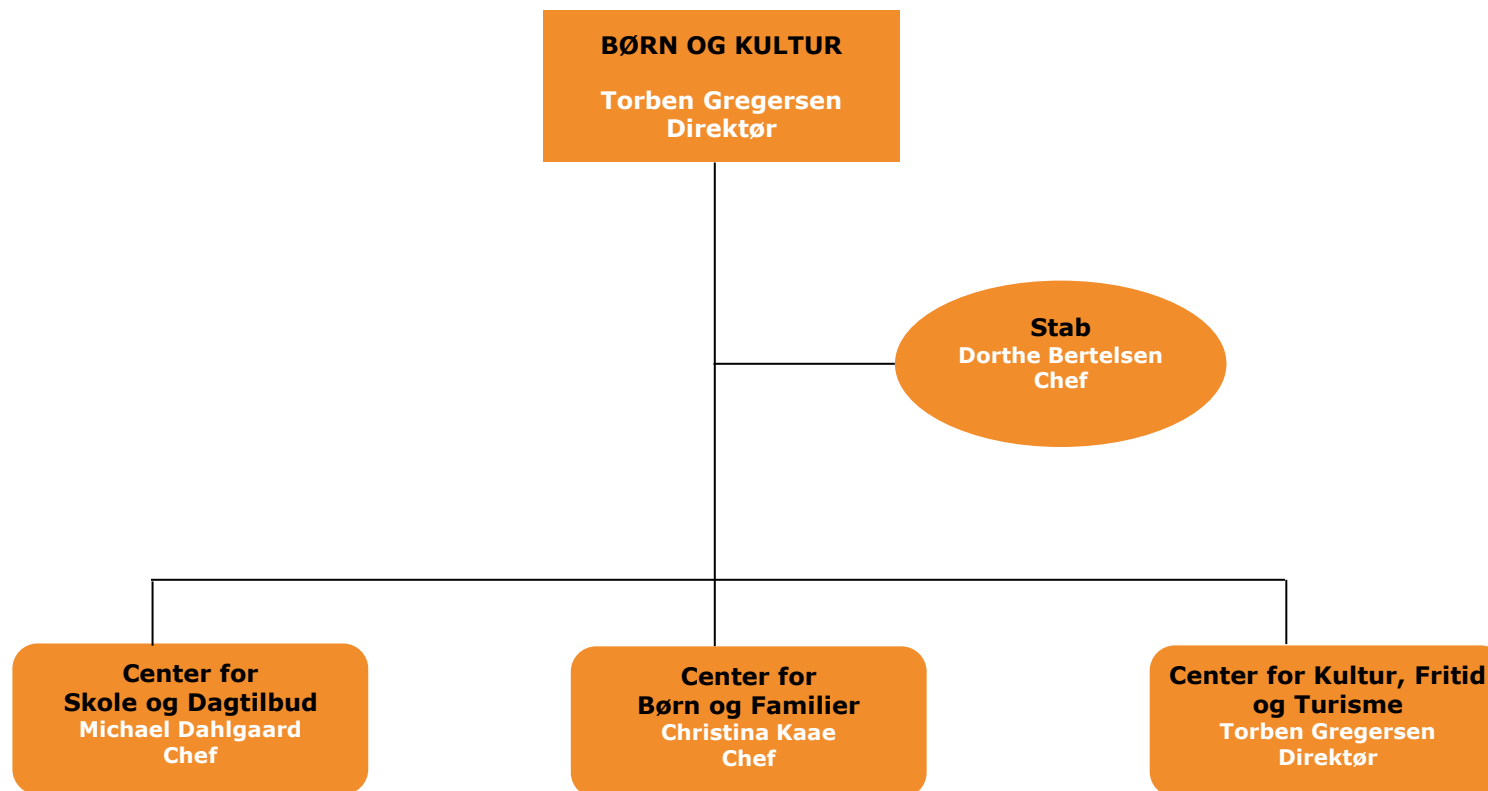 BØRN OG KULTUR
Torben Gregersen
Direktør
Stab
Dorthe Bertelsen
Chef
Center for
Skole og Dagtilbud
Michael Dahlgaard
Chef
Center for
Børn og Familier
Christina Kaae
Chef
Center for Kultur, Fritid
og Turisme
Torben Gregersen
Direktør